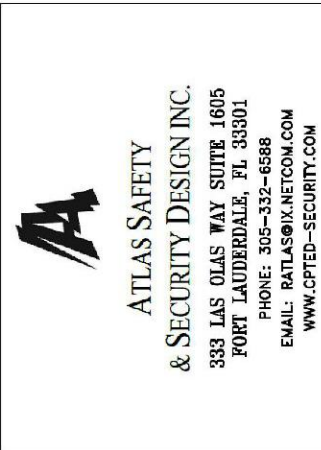 ATLAS SAFETY
& SECURITY DESIGN INC.
333 LAS OLAS WAY SUITE 1605
FORT LAUDERDALE, FL 33301
PHONE: 305-332-6588
EMAIL: RATLAS@IX.NETCOM.COM
WWW.CPTED-SECURITY.COM